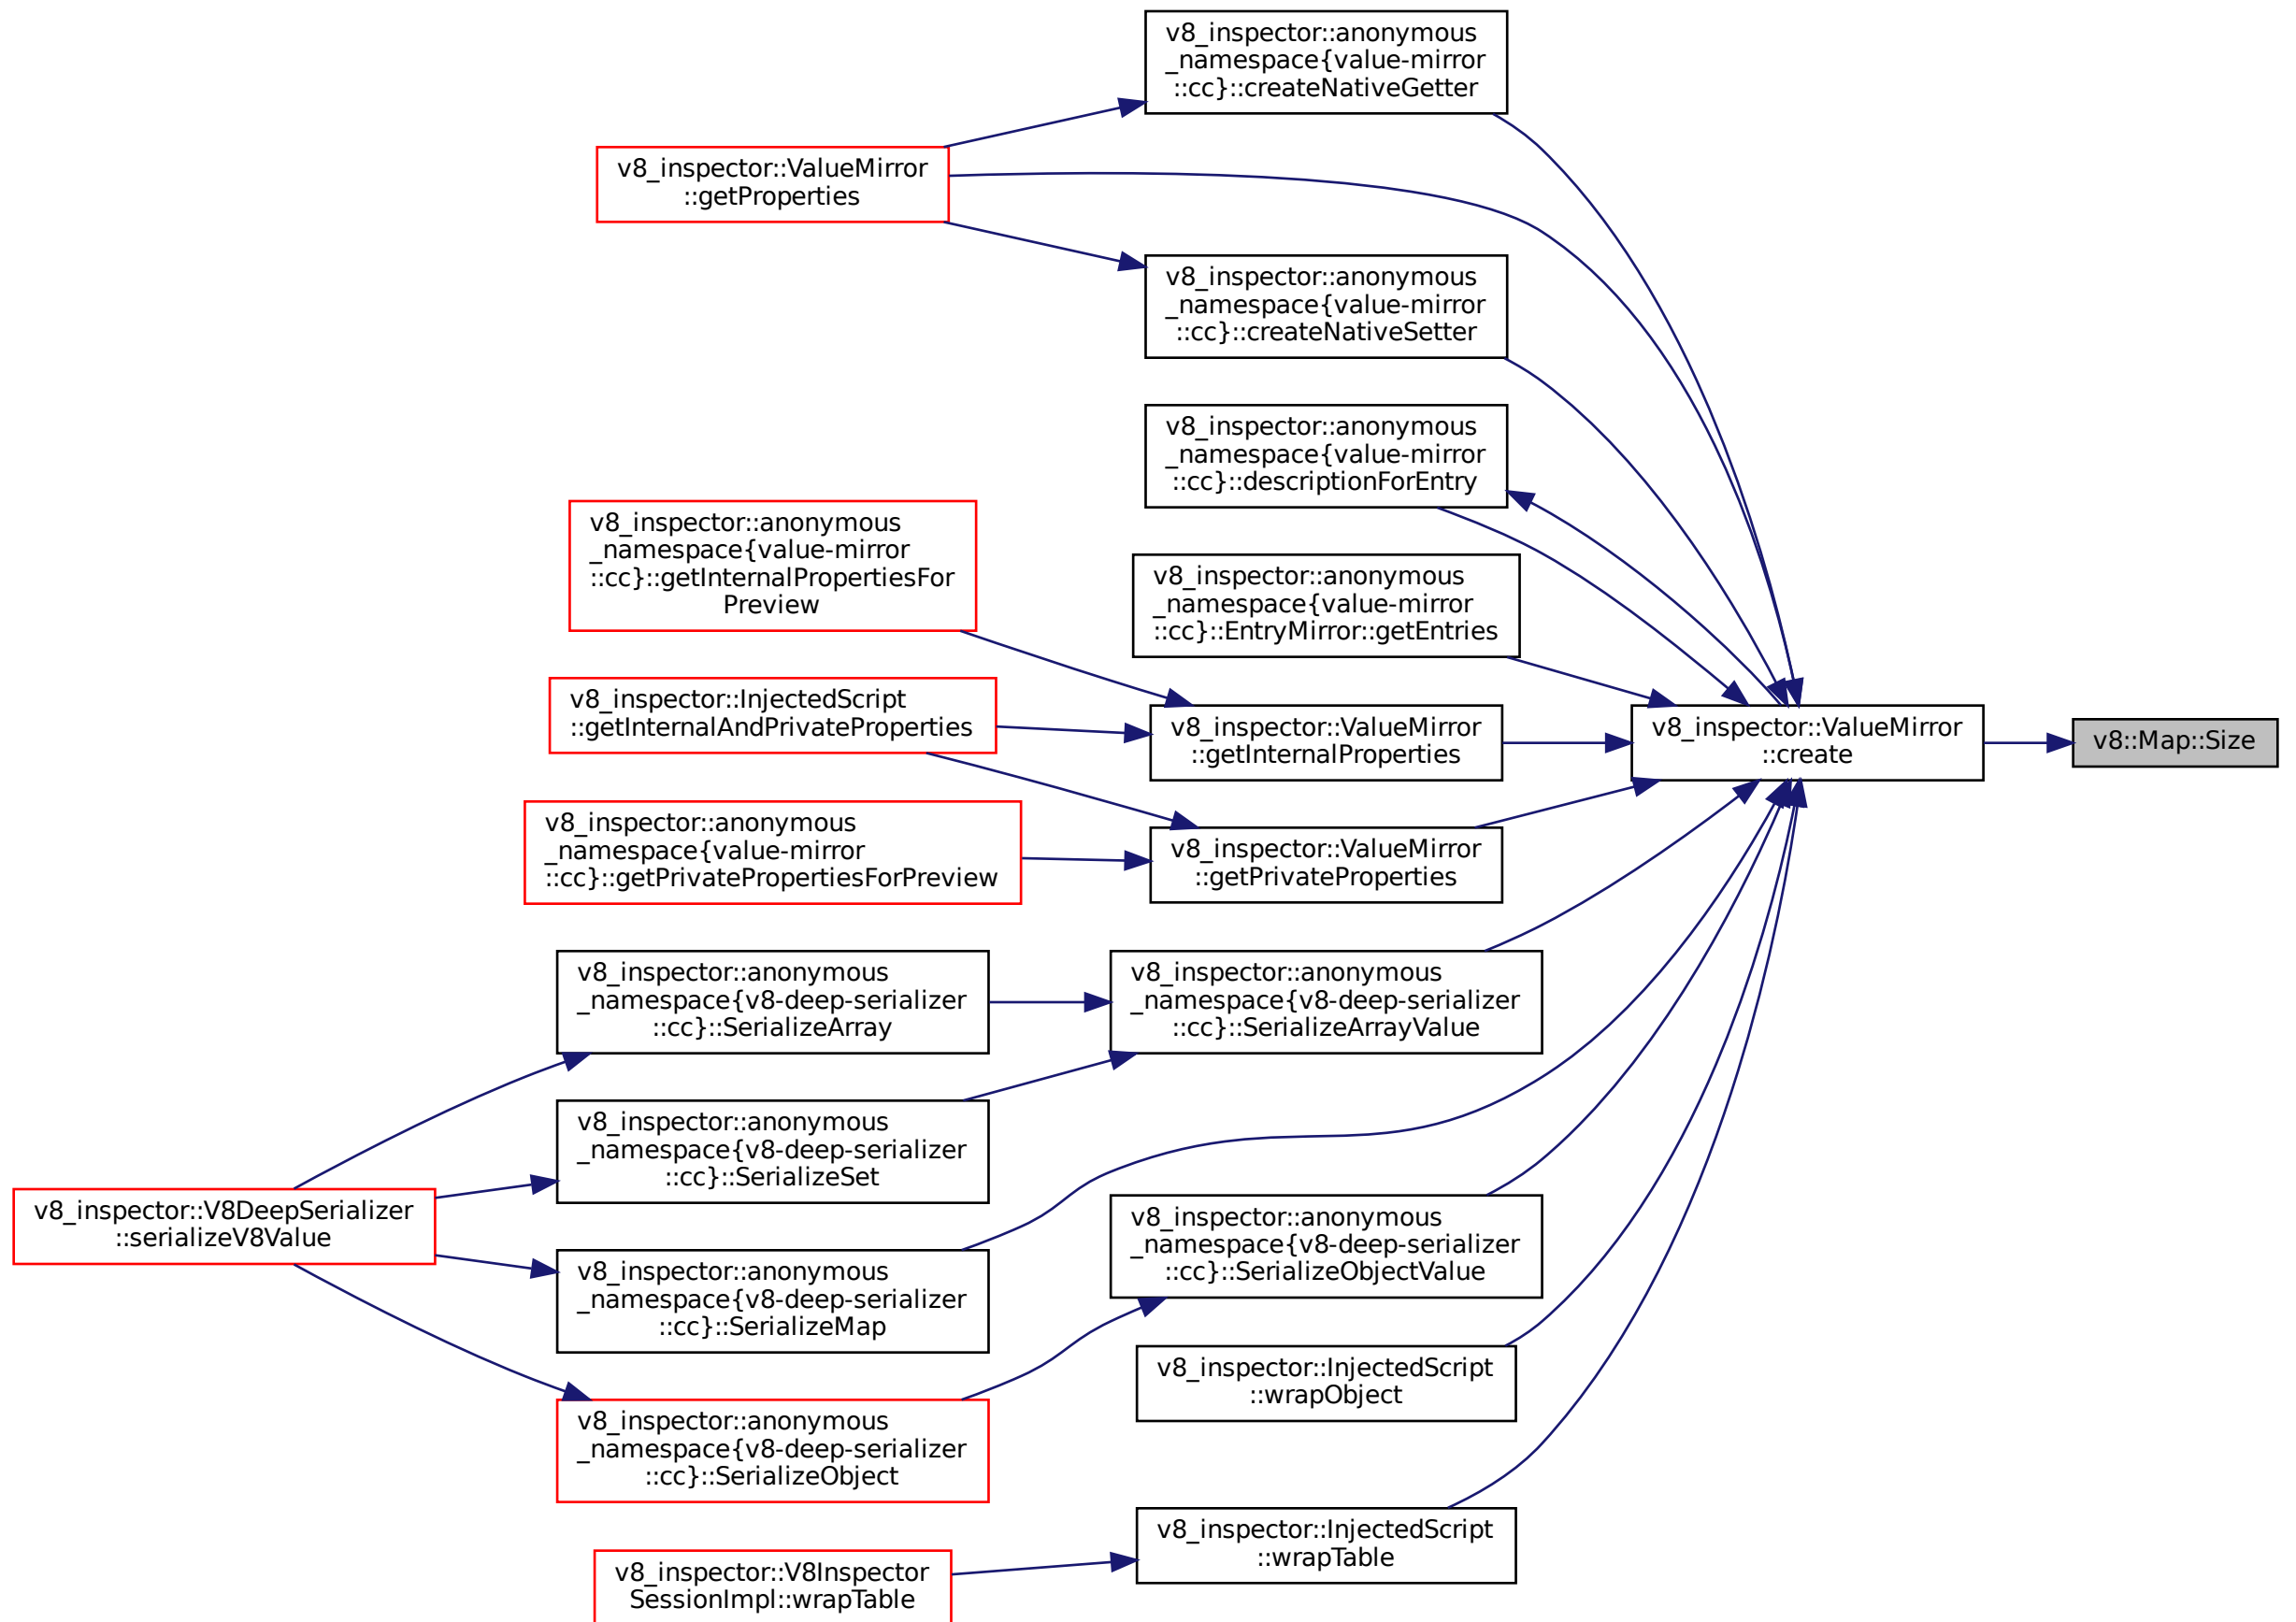 v8_inspector::anonymous
_namespace{value-mirror
::cc}::createNativeGetter
v8_inspector::ValueMirror
::getProperties
v8_inspector::anonymous
_namespace{value-mirror
::cc}::createNativeSetter
v8_inspector::anonymous
_namespace{value-mirror
::cc}::descriptionForEntry
v8_inspector::anonymous
_namespace{value-mirror
::cc}::getInternalPropertiesFor
Preview
v8_inspector::anonymous
_namespace{value-mirror
::cc}::EntryMirror::getEntries
v8_inspector::InjectedScript
::getInternalAndPrivateProperties
v8_inspector::ValueMirror
::getInternalProperties
v8_inspector::ValueMirror
::create
v8::Map::Size
v8_inspector::anonymous
_namespace{value-mirror
::cc}::getPrivatePropertiesForPreview
v8_inspector::ValueMirror
::getPrivateProperties
v8_inspector::anonymous
_namespace{v8-deep-serializer
::cc}::SerializeArray
v8_inspector::anonymous
_namespace{v8-deep-serializer
::cc}::SerializeArrayValue
v8_inspector::anonymous
_namespace{v8-deep-serializer
::cc}::SerializeSet
v8_inspector::V8DeepSerializer
::serializeV8Value
v8_inspector::anonymous
_namespace{v8-deep-serializer
::cc}::SerializeObjectValue
v8_inspector::anonymous
_namespace{v8-deep-serializer
::cc}::SerializeMap
v8_inspector::InjectedScript
::wrapObject
v8_inspector::anonymous
_namespace{v8-deep-serializer
::cc}::SerializeObject
v8_inspector::InjectedScript
::wrapTable
v8_inspector::V8Inspector
SessionImpl::wrapTable